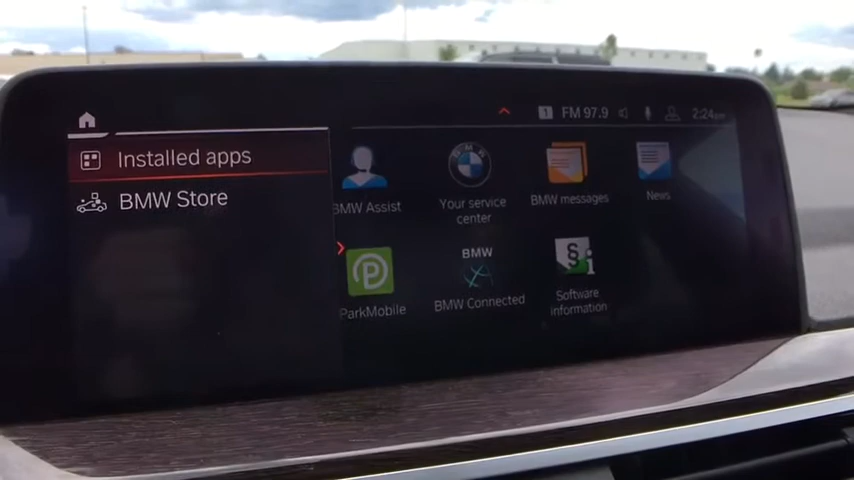 1 FM 97.9 2:24pm
Installed apps
BMW Store
BMW
BMW Assist
Your service
center
BMW messages
News
P
ParkMobile
BMW
BMW Connected
§ i
Software
information